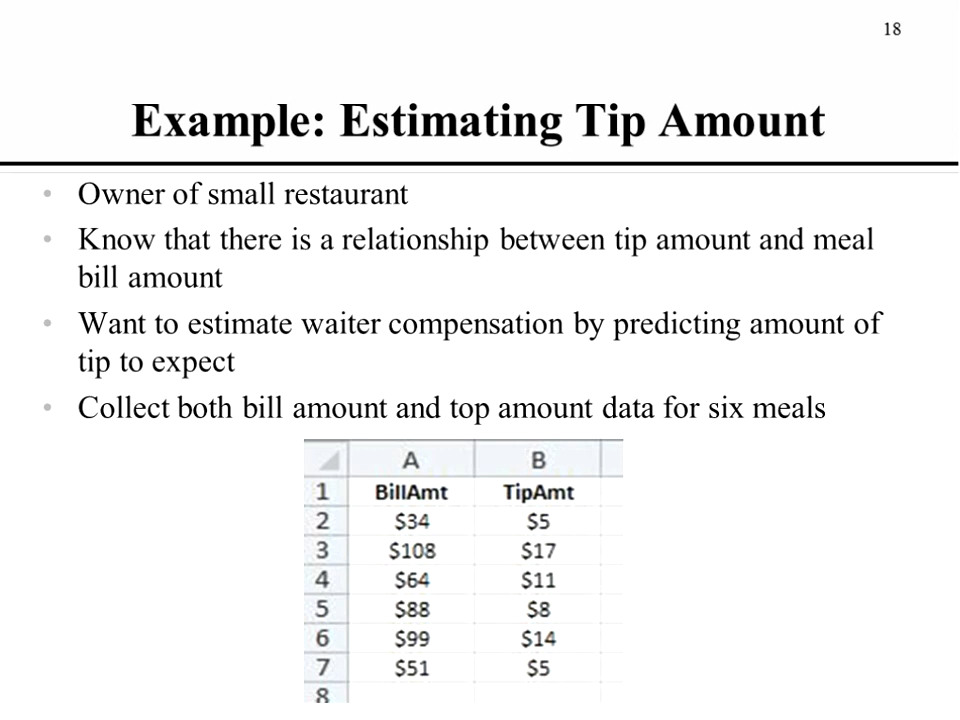 18
Example: Estimating Tip Amount
• Owner of small restaurant
• Know that there is a relationship between tip amount and meal
bill amount
• Want to estimate waiter compensation by predicting amount of
tip to expect
• Collect both bill amount and top amount data for six meals
A B
1 BillAmt TipAmt
2 $34 $5
3 $108 $17
4 $64 $11
5 $88 $8
6 $99 $14
7 $51 $5
8